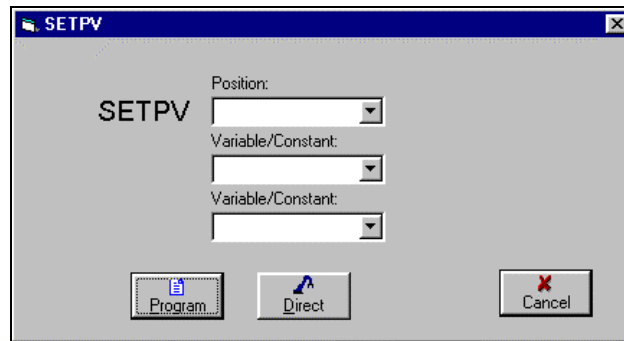 SETPV
Position:
SETPV
Variable/Constant:
Variable/Constant:
Program
Direct
Cancel